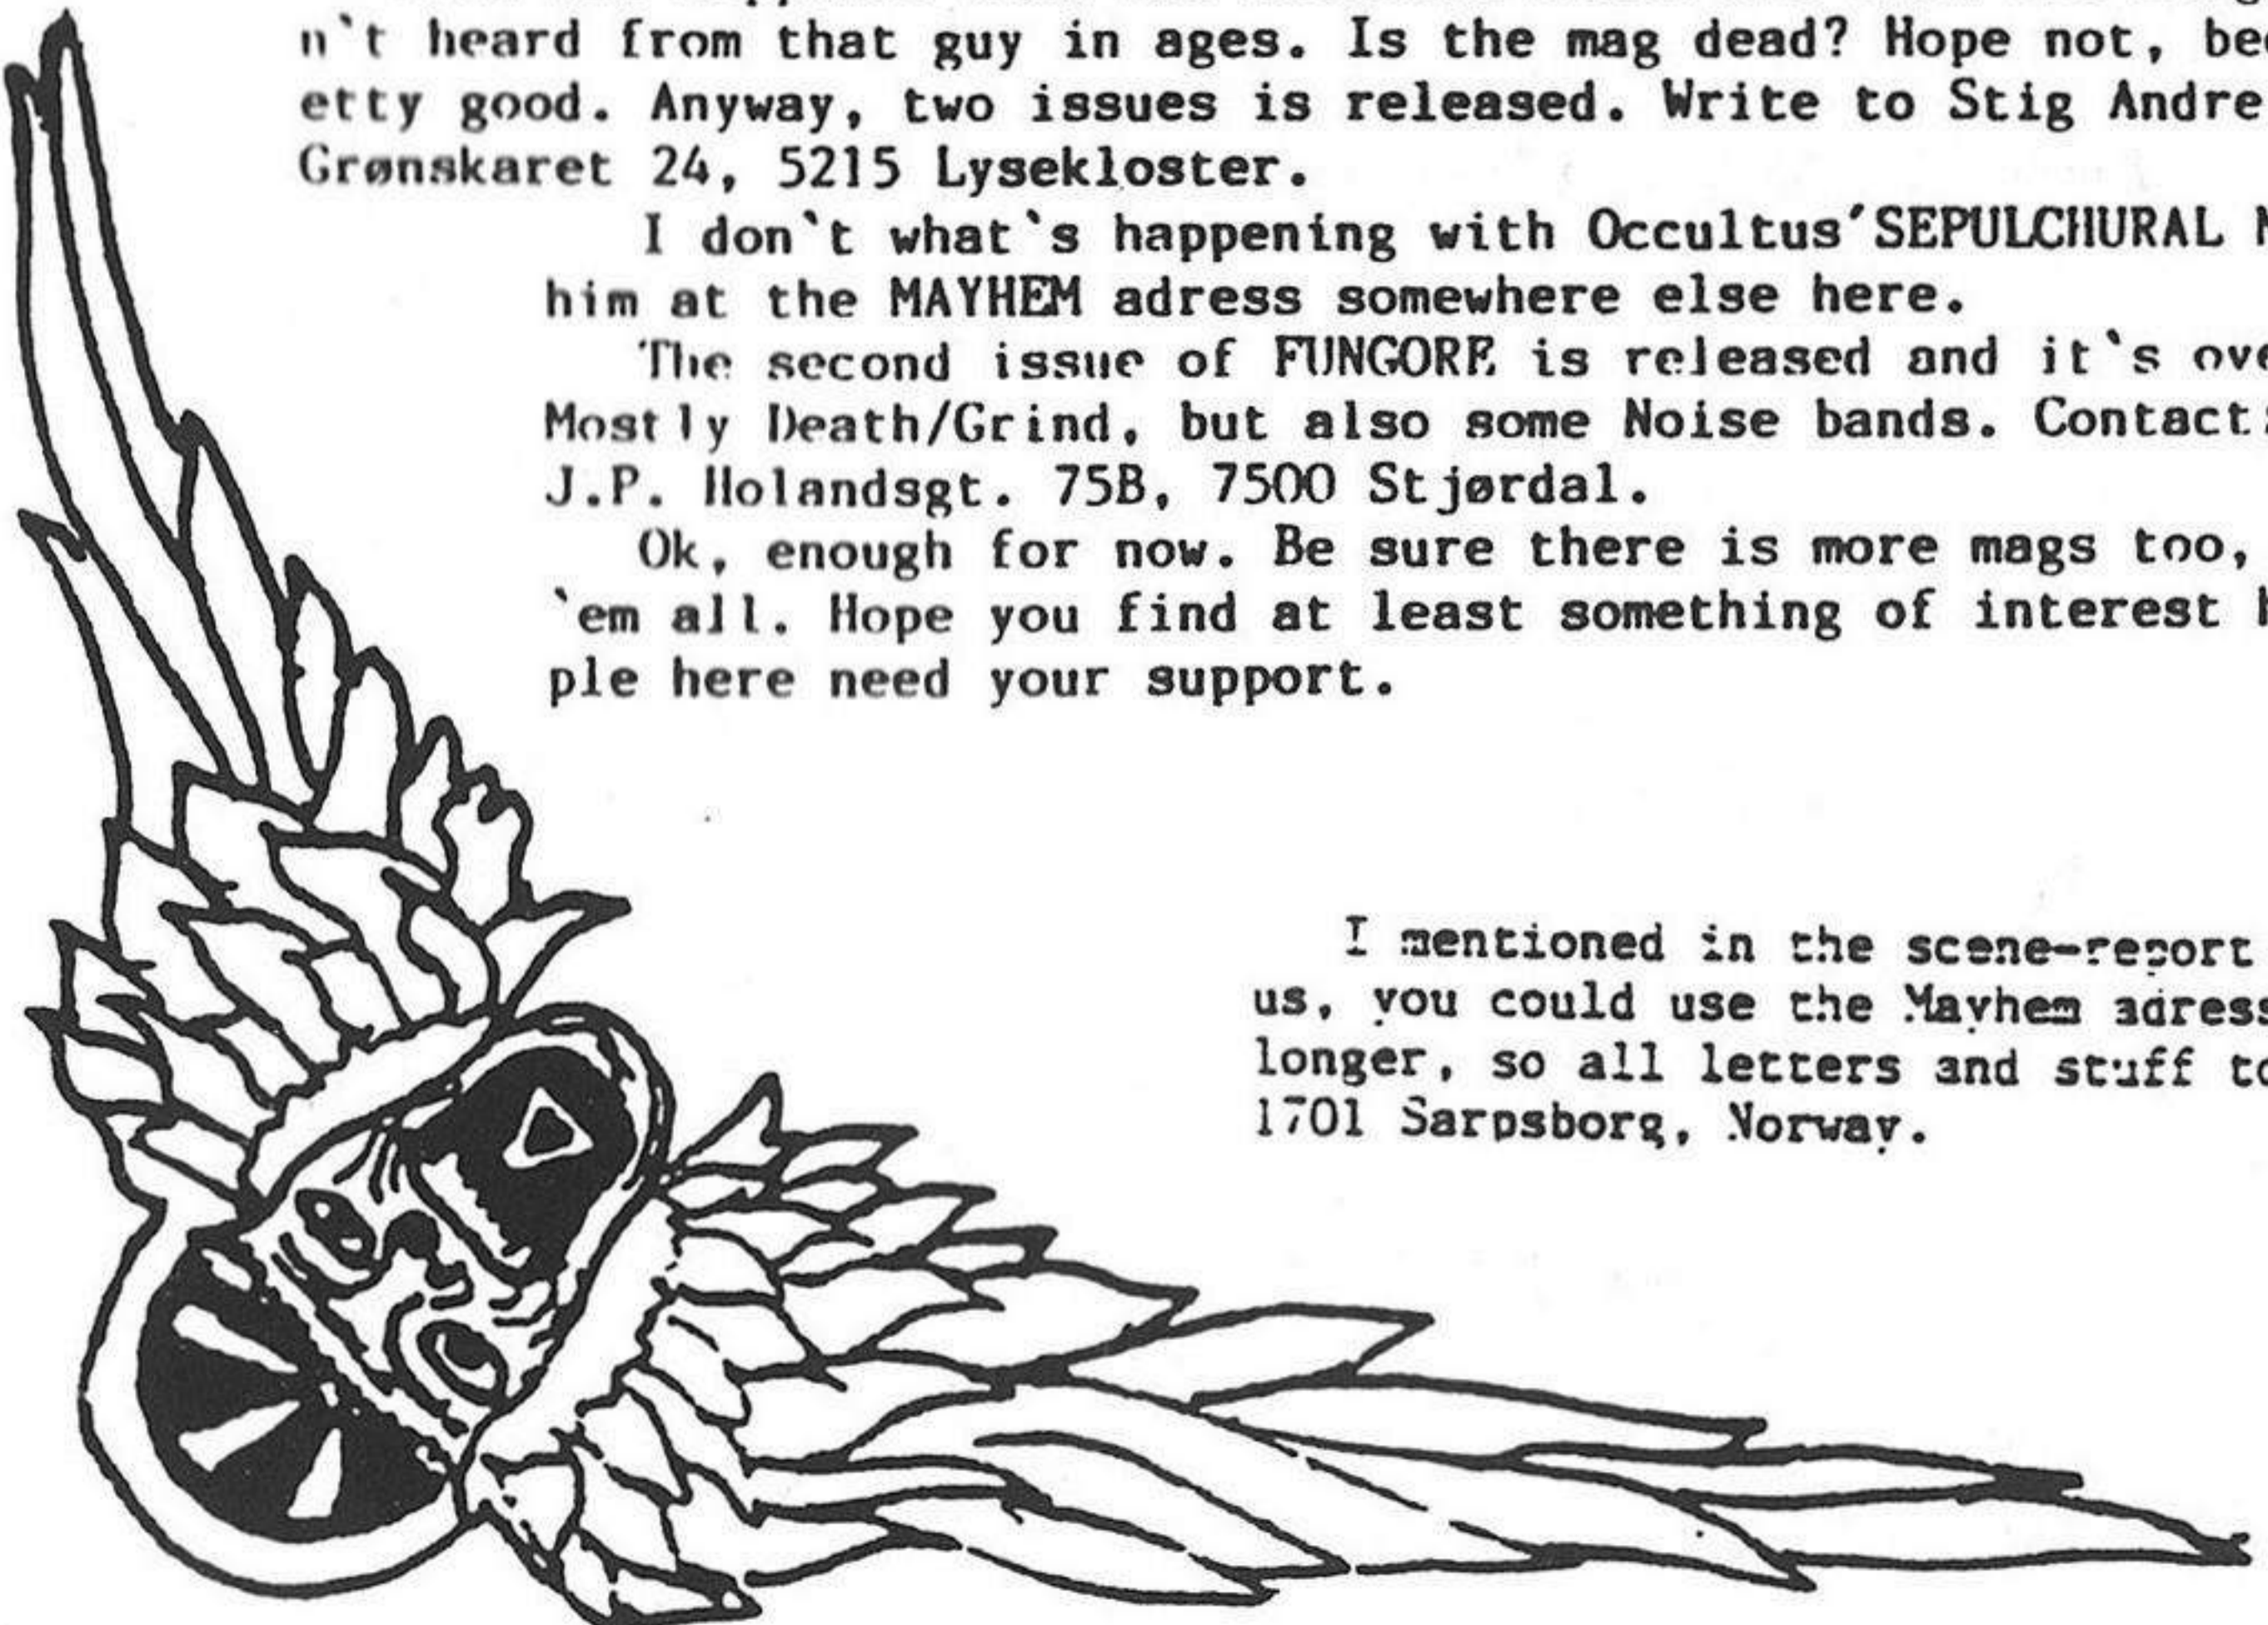 n`t heard from that guy in ages. Is the mag dead? Hope not,
etty good. Anyway, two issues is released. Write to Stig Andre
Grønskaret 24, 5215 Lysekloster.
I don`t what`s happening with Occultus´SEPULCHURAL
him at the MAYHEM adress somewhere else here.
The second issue of FUNGORE is released and it`s
Mostly Death/Grind, but also some Noise bands. Contact:
J.P. Holandsgt. 75B, 7500 Stjørdal.
Ok, enough for now. Be sure there is more mags too,
`em all. Hope you find at least something of interest
ple here need your support.
I mentioned in the scene-report
us, you could use the Mayhem adress
longer, so all letters and stuff
1701 Sarpsborg, Norway.